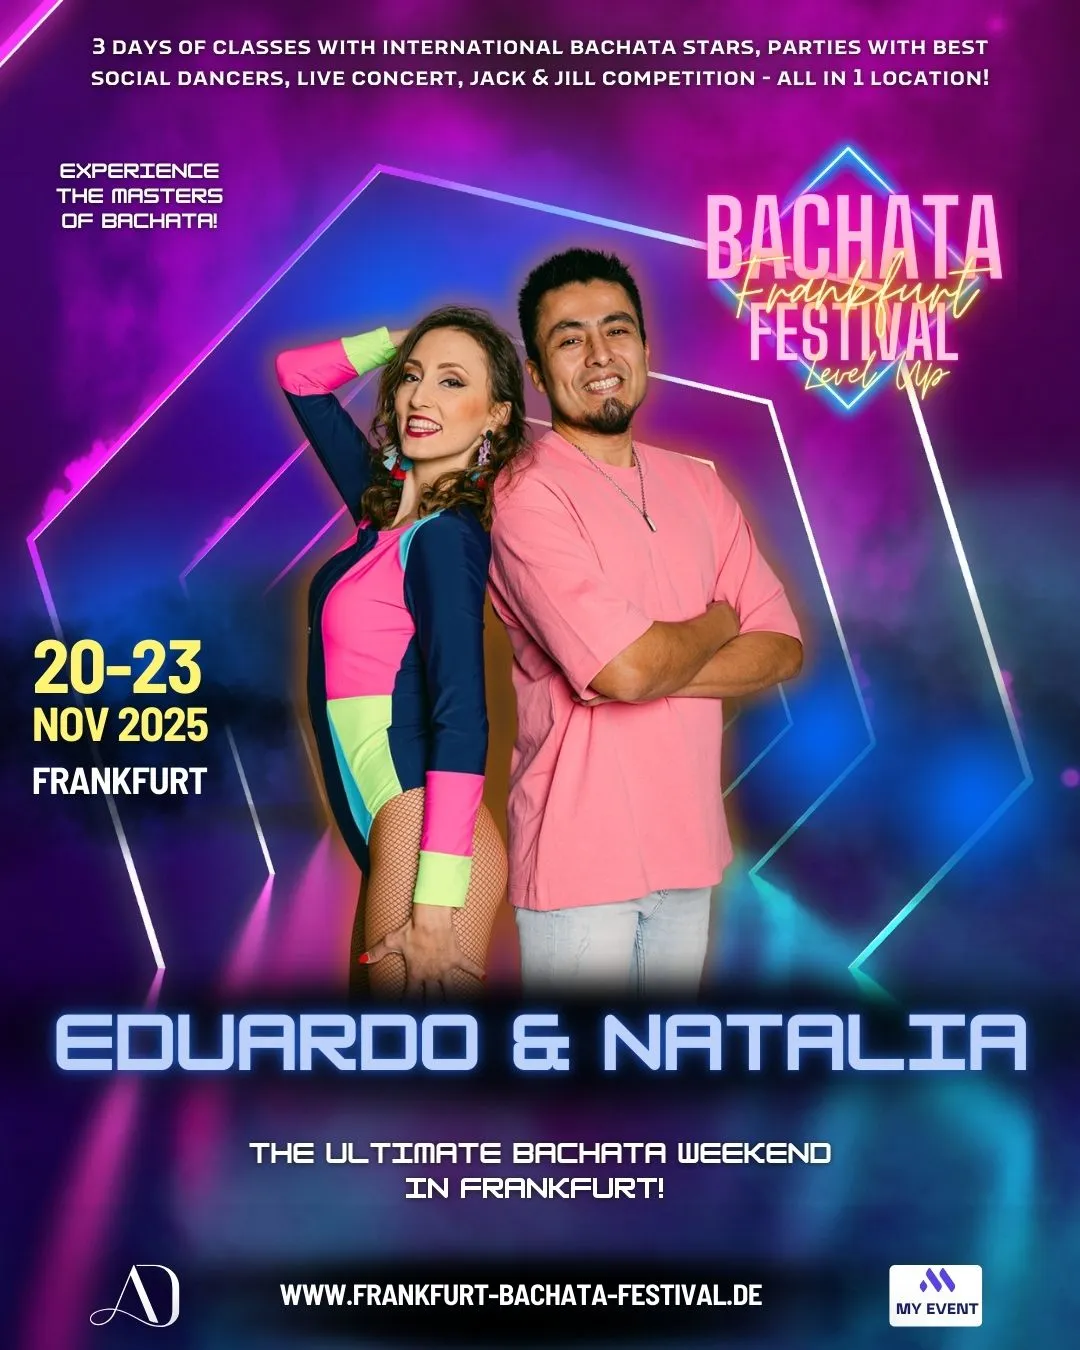 3 DAYS OF CLASSES WITH INTERNATIONAL BACHATA STARS, PARTIES WITH BEST
SOCIAL DANCERS, LIVE CONCERT, JACK & JILL COMPETITION - ALL IN 1 LOCATION!
EXPERIENCE
THE MASTERS
OF BACHATA!
BACHATA
Frankfurt
FESTIVAL
Level Up
20-23
NOV 2025
FRANKFURT
EDUARDO & NATALIA
THE ULTIMATE BACHATA WEEKEND
IN FRANKFURT!
AD
WWW.FRANKFURT-BACHATA-FESTIVAL.DE
MY EVENT